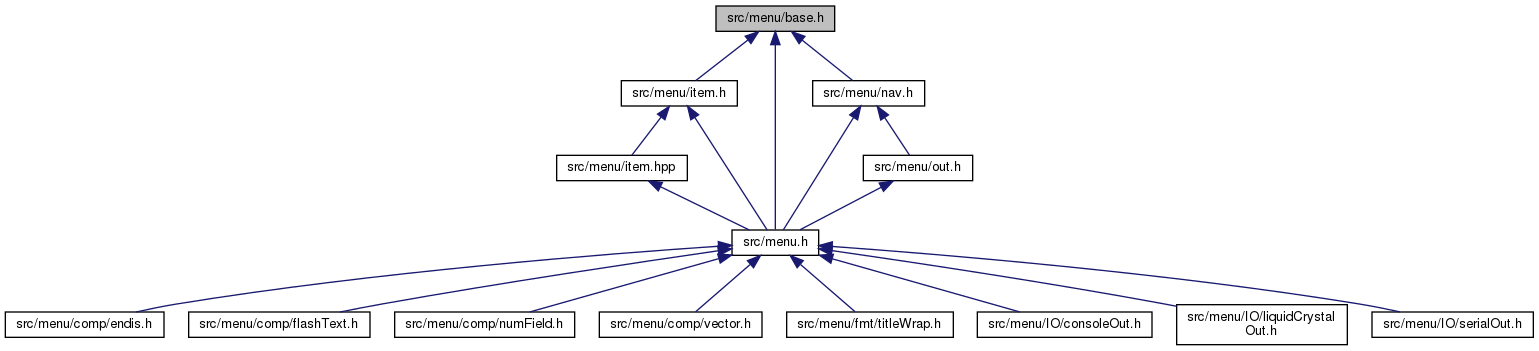 src/menu/base.h
src/menu/item.h
src/menu/nav.h
src/menu/item.hpp
src/menu/out.h
src/menu.h
src/menu/comp/endis.h
src/menu/comp/flashText.h
src/menu/comp/numField.h
src/menu/comp/vector.h
src/menu/fmt/titleWrap.h
src/menu/IO/consoleOut.h
src/menu/IO/liquidCrystal
Out.h
src/menu/IO/serialOut.h